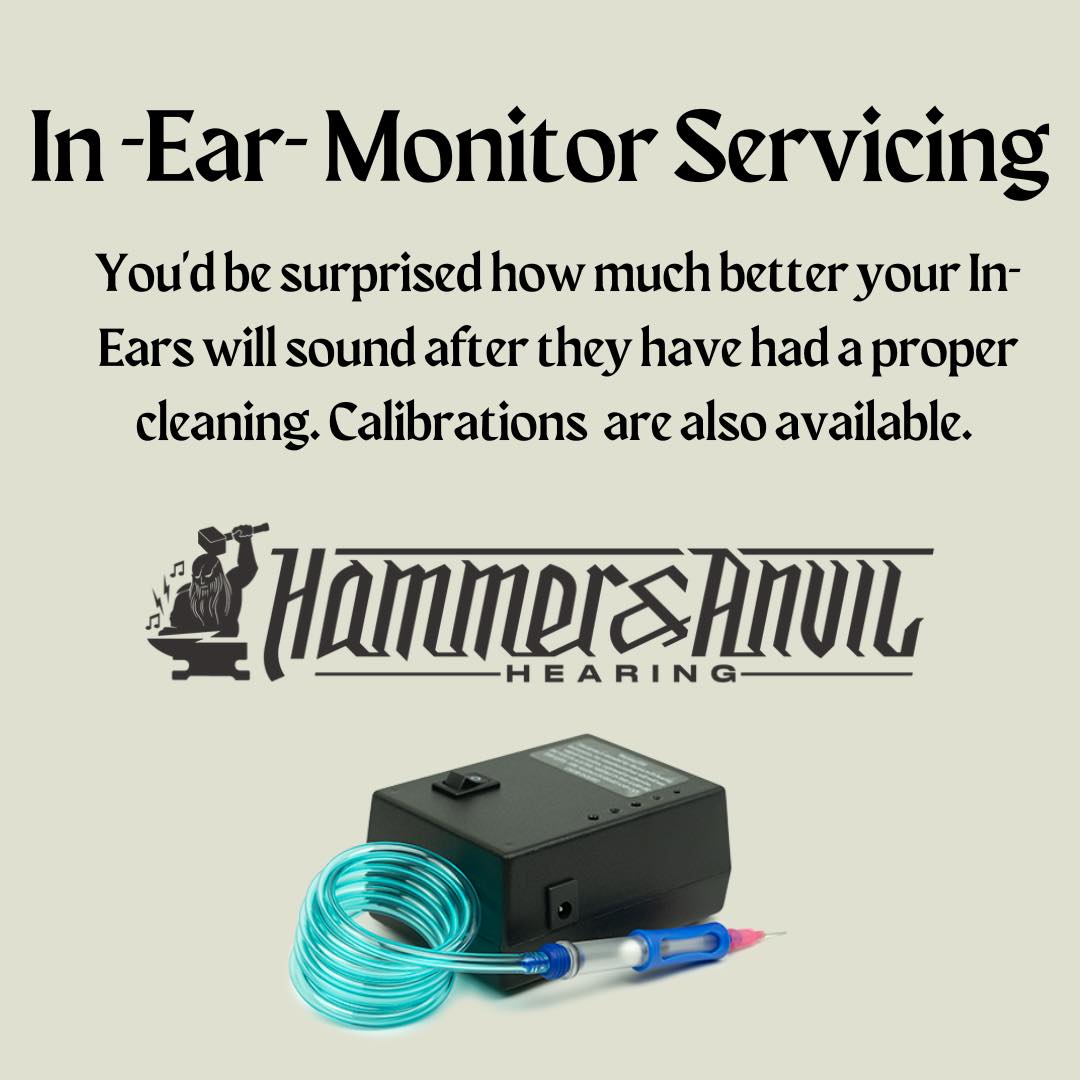 In -Ear- Monitor Servicing
You'd be surprised how much better your In-
Ears will sound after they have had a proper
cleaning. Calibrations  are also available.
Hammer&Anvil
HEARING